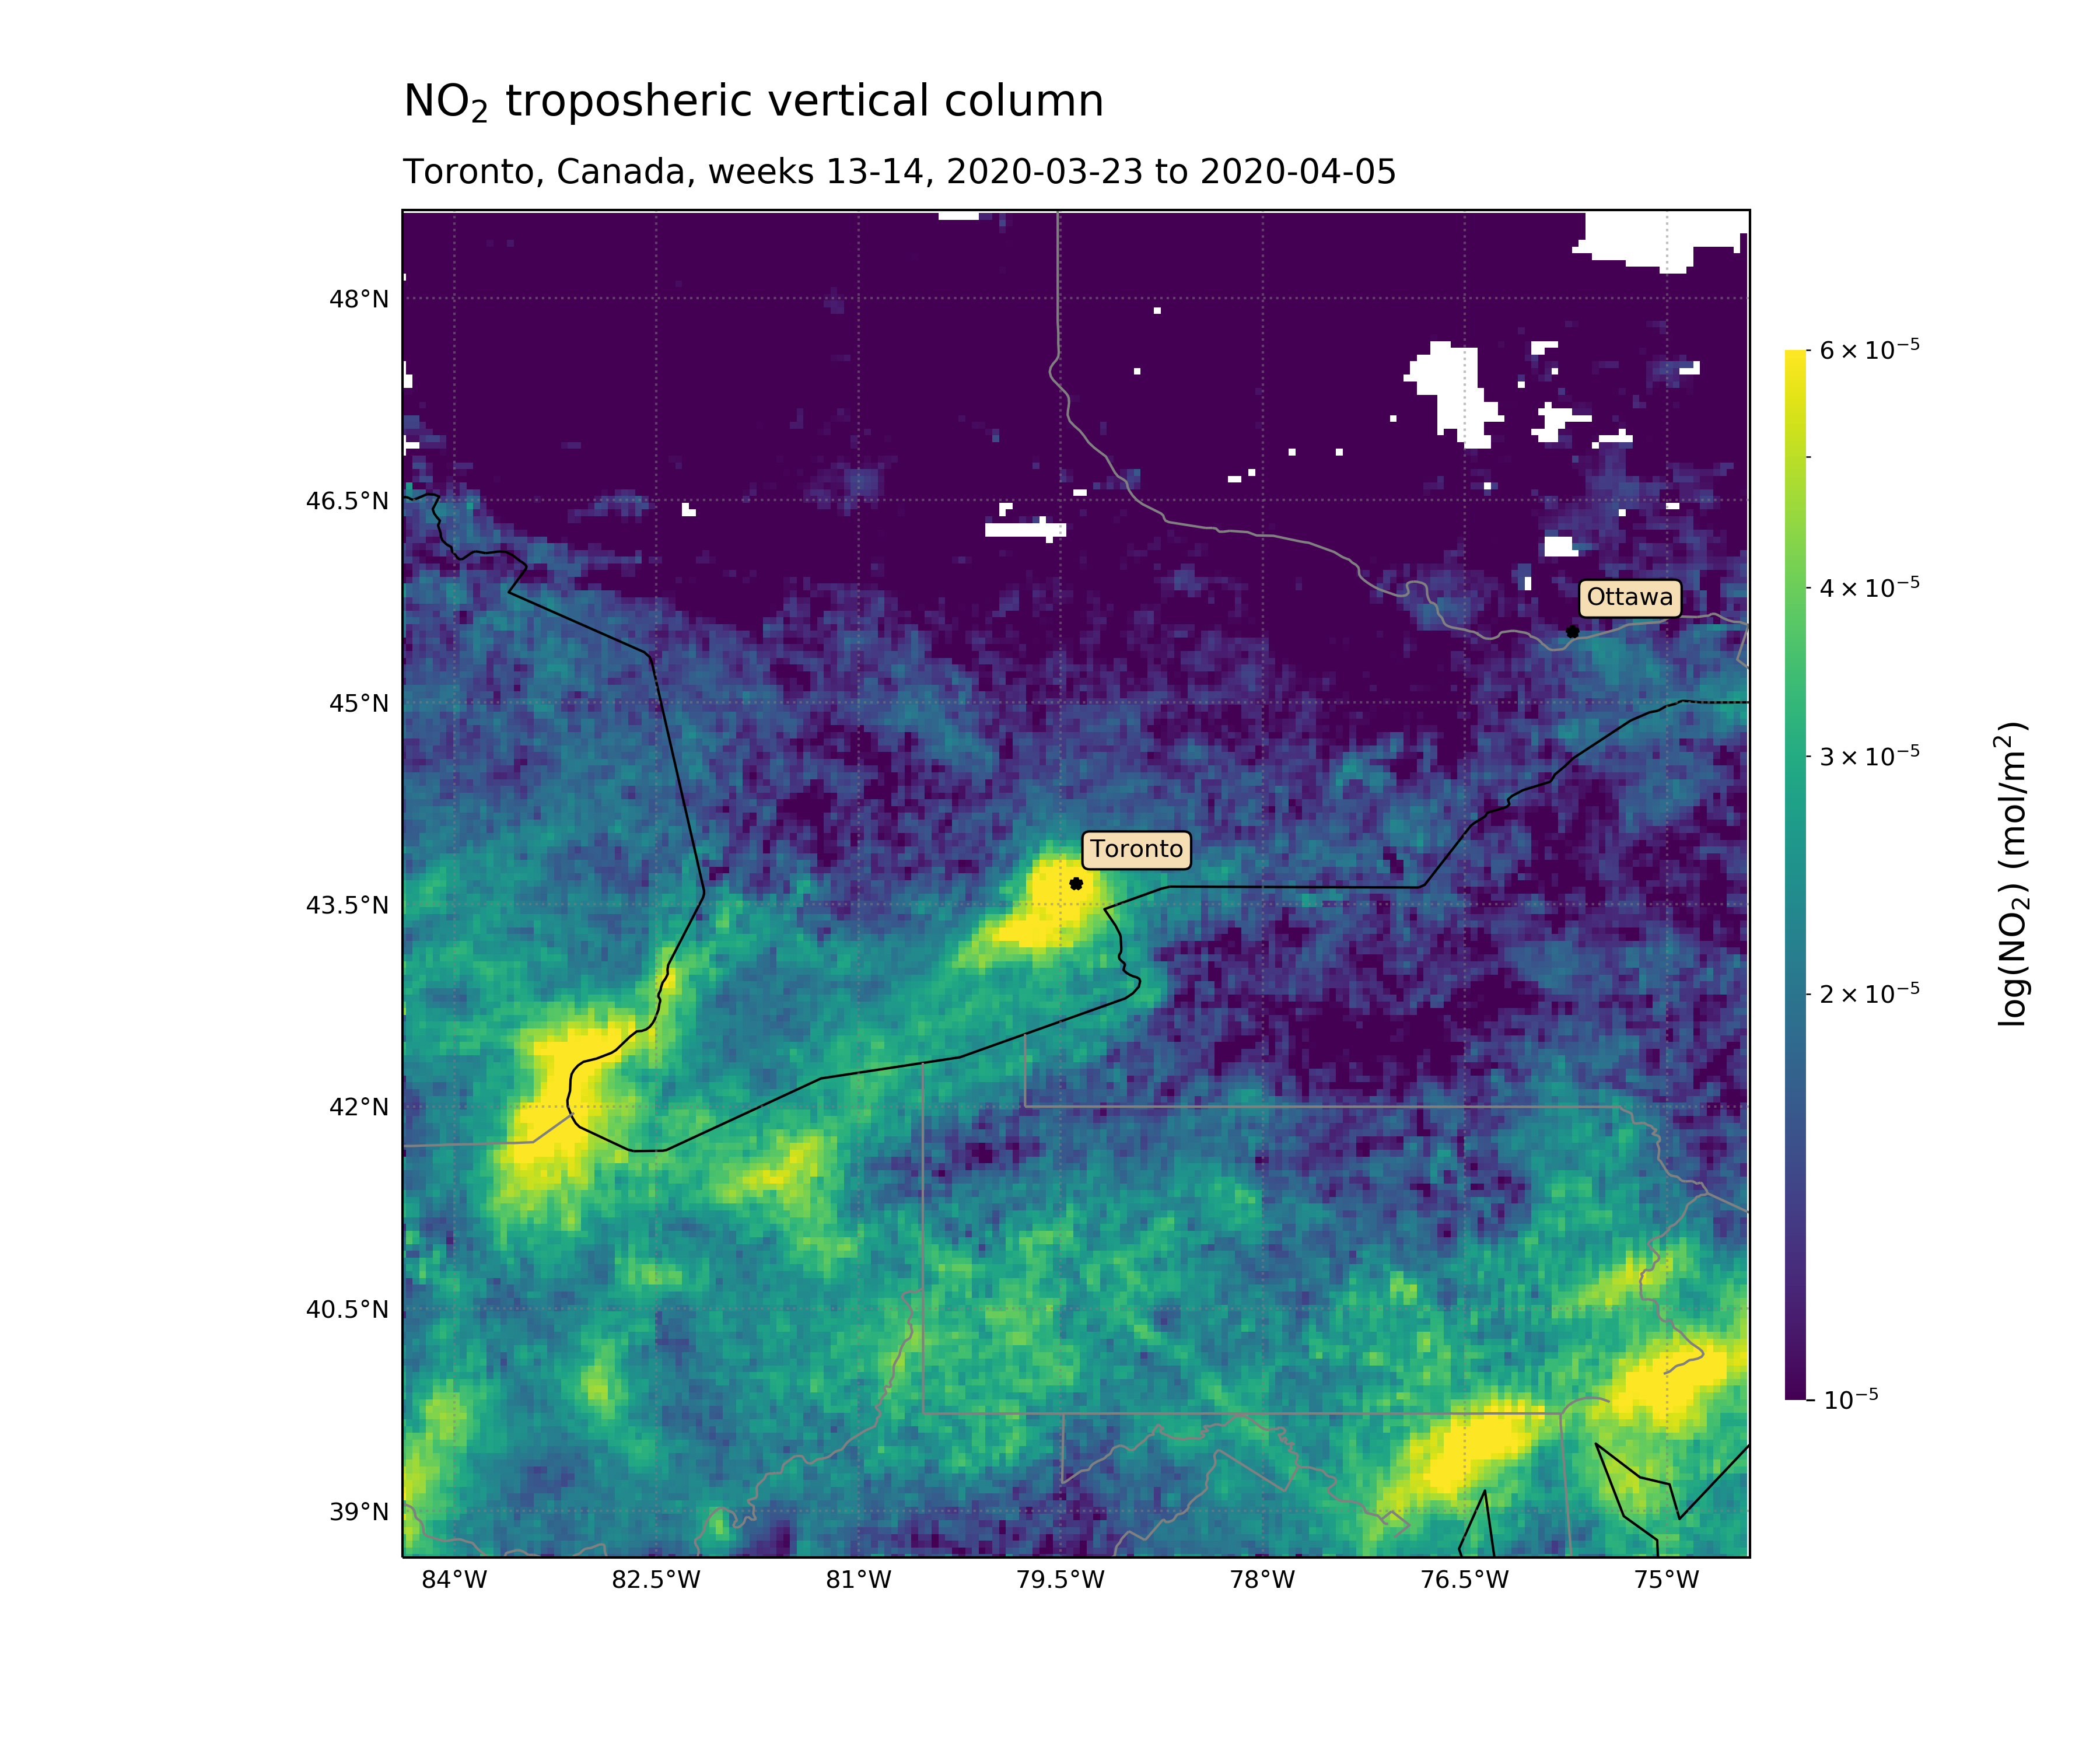 NO₂ troposheric vertical column
Toronto, Canada, weeks 13-14, 2020-03-23 to 2020-04-05
48°N
46.5°N
45°N
43.5°N
42°N
40.5°N
39°N
84°W
82.5°W
81°W
79.5°W
78°W
76.5°W
75°W
Ottawa
Toronto
6 × 10⁻⁵
4 × 10⁻⁵
3 × 10⁻⁵
2 × 10⁻⁵
10⁻⁵
log(NO₂) (mol/m²)